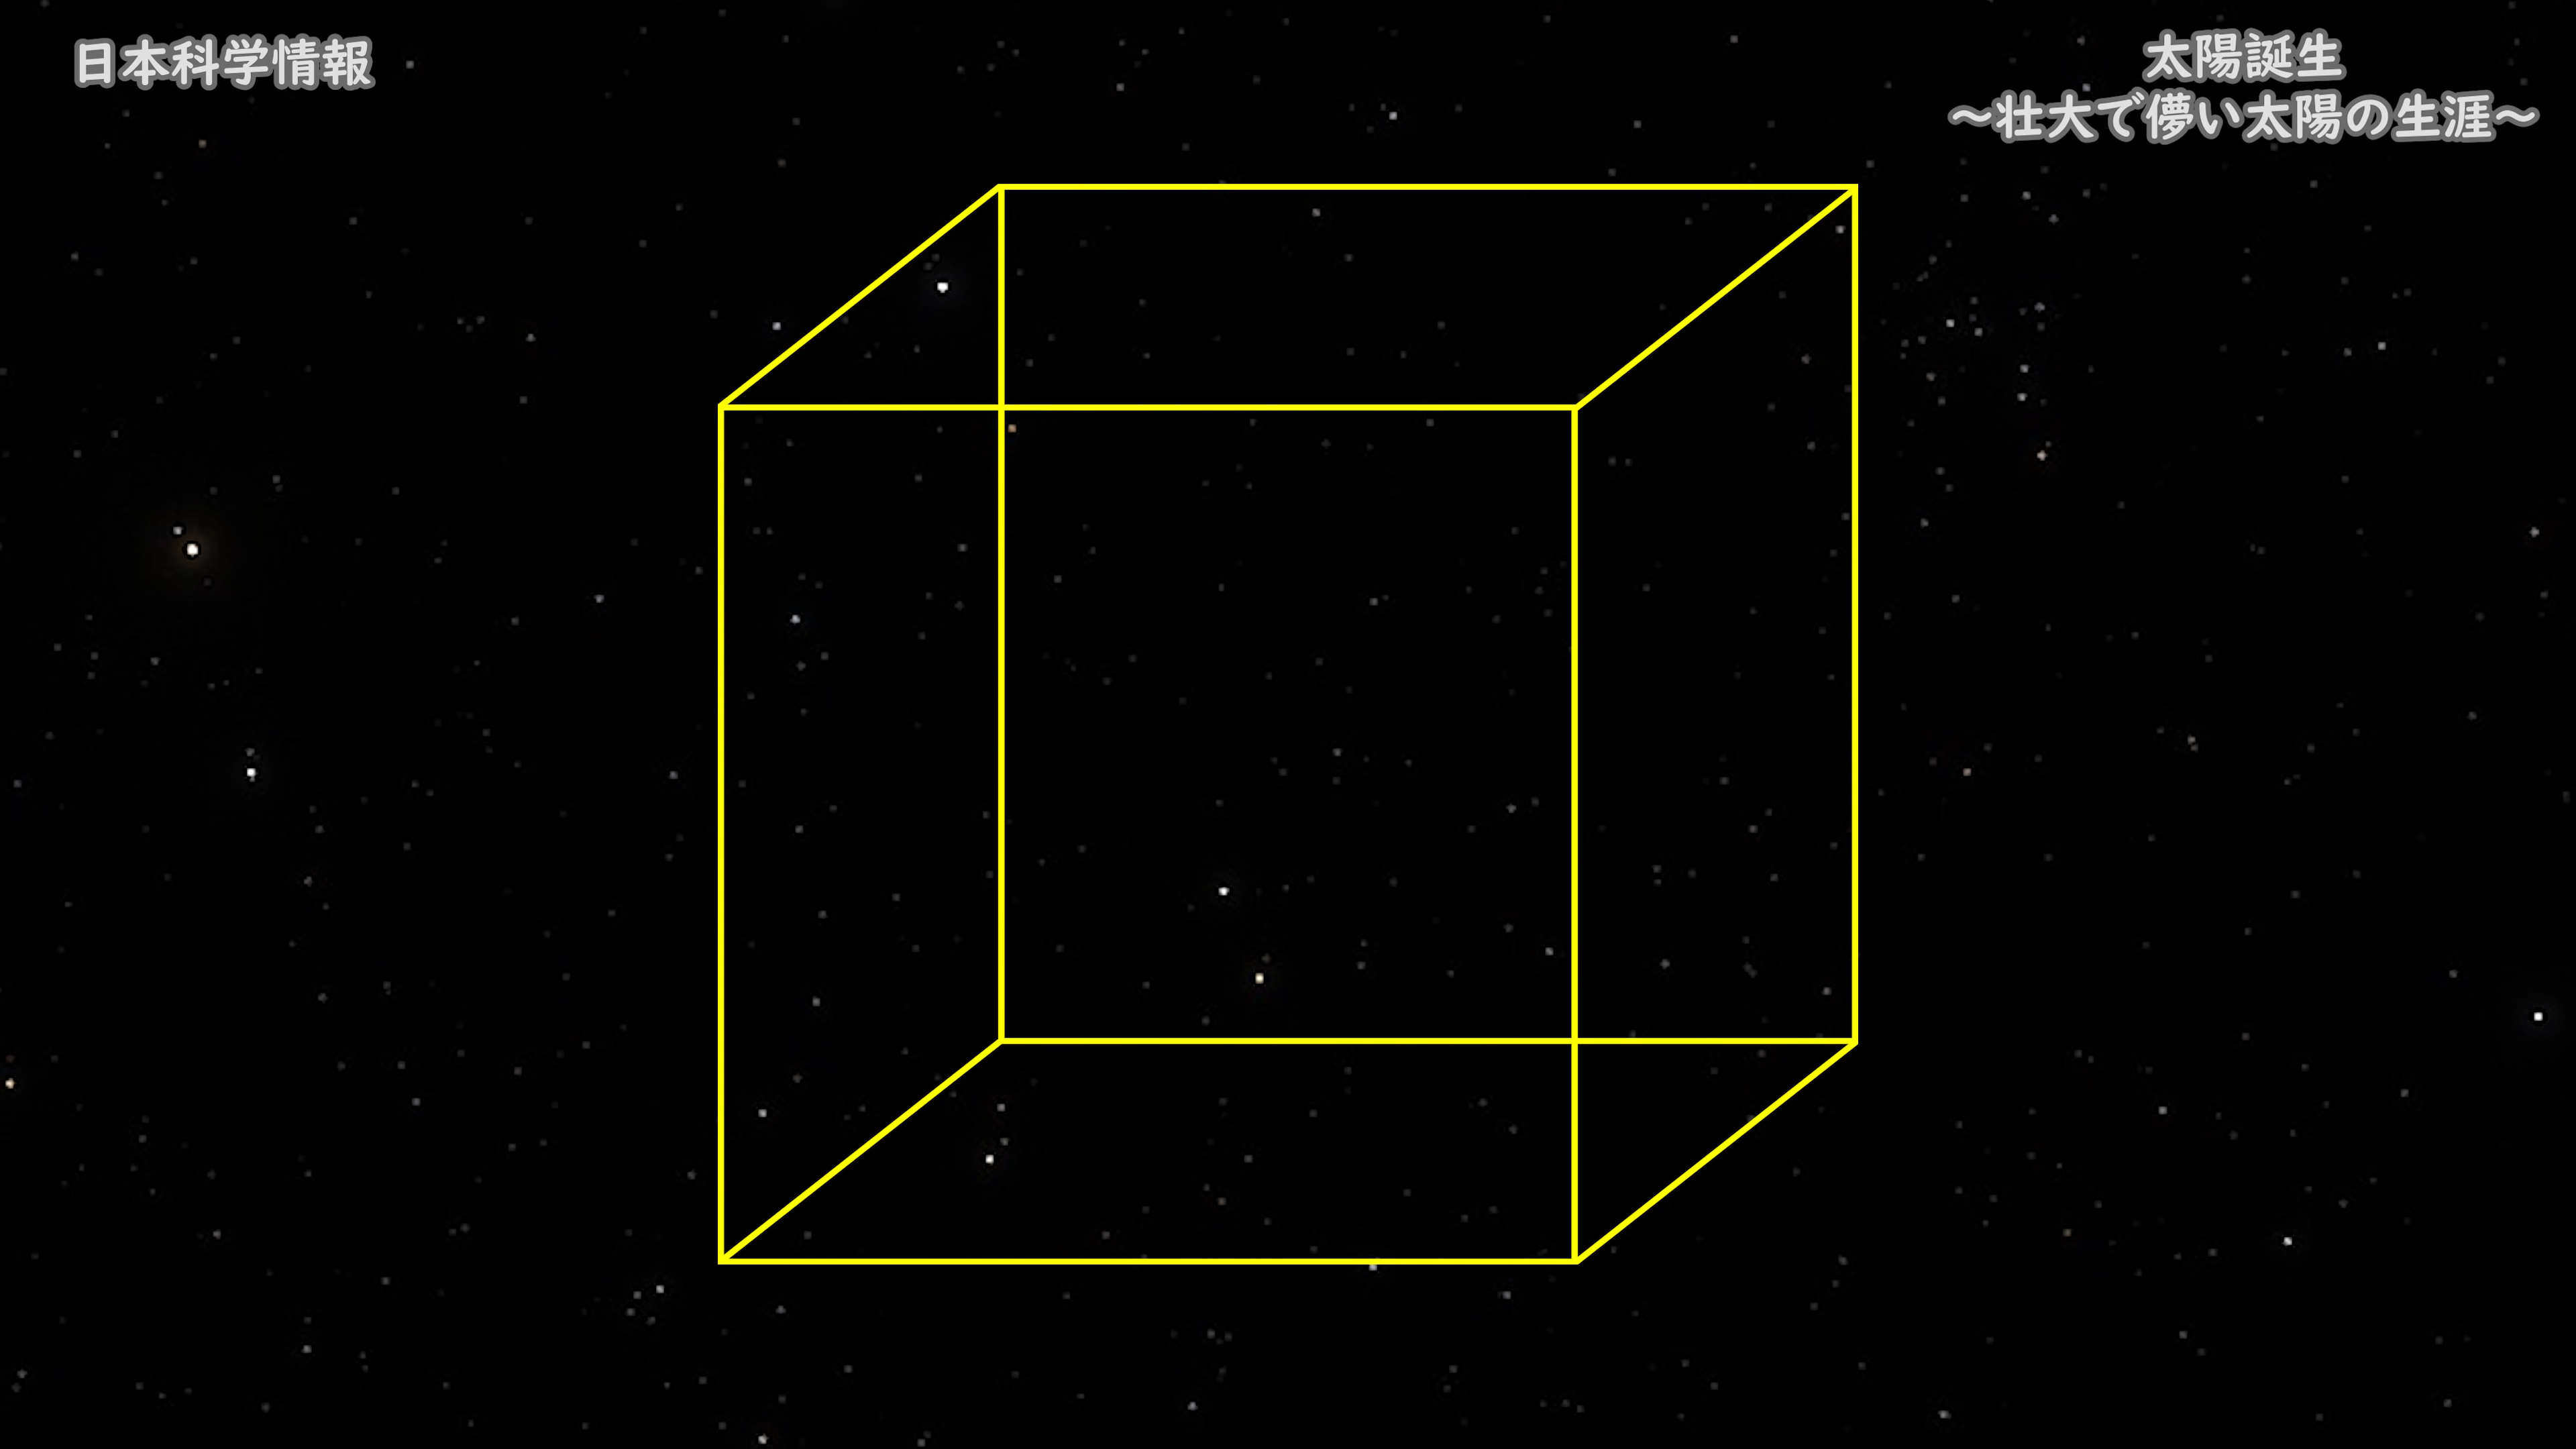 日本科学情報
太陽誕生
～壮大で儚い太陽の生涯～